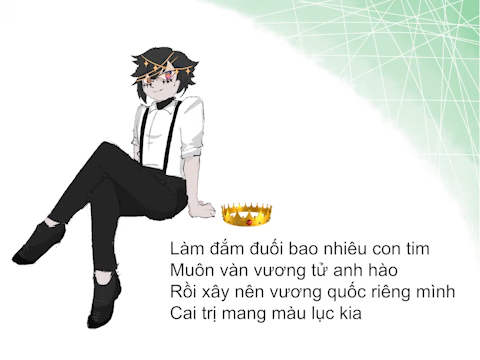 Làm đắm đuối bao nhiêu con tim
Muôn vàn vương tử anh hào
Rồi xây nên vương quốc riêng mình
Cai trị mang màu lục kia